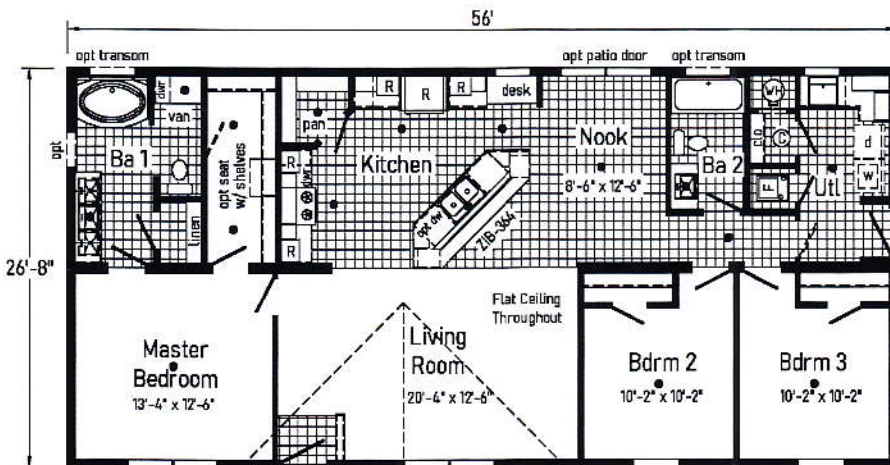 56'
opt transom
opt patio door
opt transom
dwr
van
R
R
R
desk
WH
pan
Nook
8'-6" x 12'-6"
Ba 1
Kitchen
Ba 2
clo
C
d
opt
opt seat
w/ shelves
R
dwr
w
F
Utl
opt dw
ZIB-364
linen
R
26'-8"
Flat Ceiling
Throughout
Master
Bedroom
13'-4" x 12'-6"
Living
Room
20'-4" x 12'-6"
Bdrm 2
10'-2" x 10'-2"
Bdrm 3
10'-2" x 10'-2"